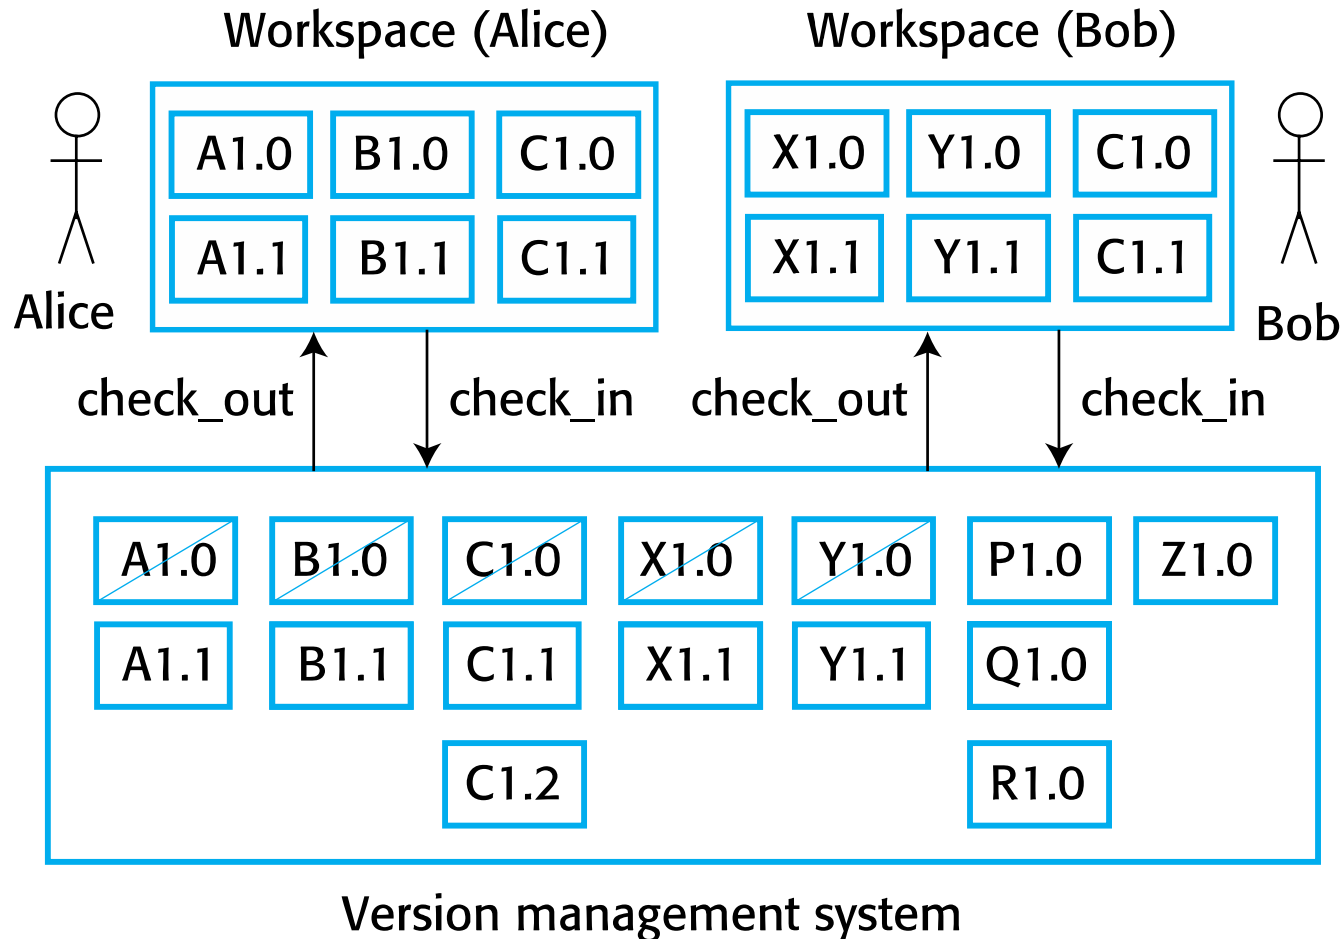 Workspace (Alice)
Workspace (Bob)
A1.0 B1.0 C1.0
A1.1 B1.1 C1.1
Alice
X1.0 Y1.0 C1.0
X1.1 Y1.1 C1.1
Bob
check_out
check_in
check_out
check_in
A1.0 B1.0 C1.0 X1.0 Y1.0 P1.0 Z1.0
A1.1 B1.1 C1.1 X1.1 Y1.1 Q1.0
C1.2 R1.0
Version management system